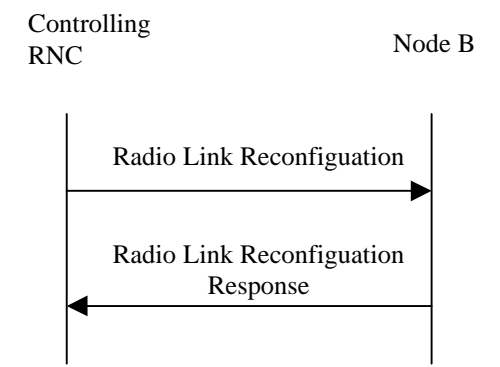 Controlling
RNC
Node B
Radio Link Reconfiguation
Radio Link Reconfiguation
Response